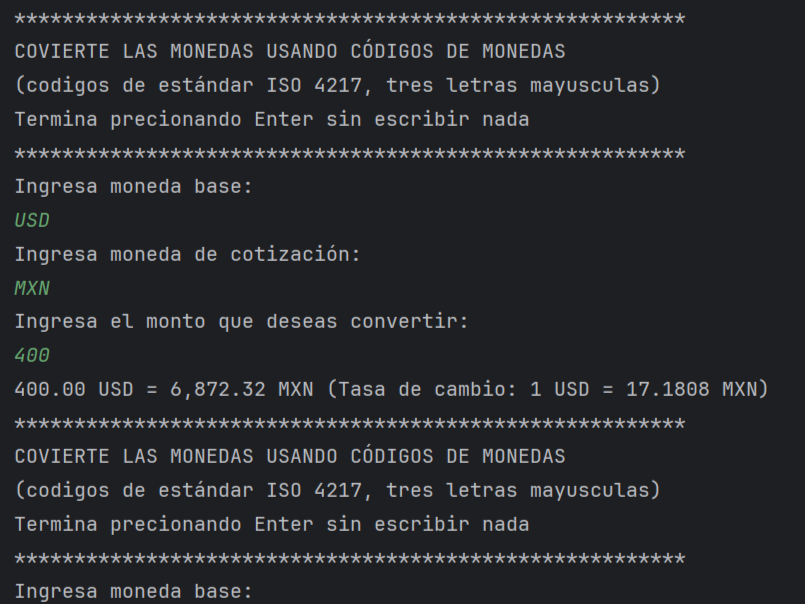 ********************************************************
COVIERTE LAS MONEDAS USANDO CÓDIGOS DE MONEDAS
(codigos de estándar ISO 4217, tres letras mayusculas)
Termina precionando Enter sin escribir nada
********************************************************
Ingresa moneda base:
USD
Ingresa moneda de cotización:
MXN
Ingresa el monto que deseas convertir:
400
400.00 USD = 6,872.32 MXN (Tasa de cambio: 1 USD = 17.1808 MXN)
********************************************************
COVIERTE LAS MONEDAS USANDO CÓDIGOS DE MONEDAS
(codigos de estándar ISO 4217, tres letras mayusculas)
Termina precionando Enter sin escribir nada
********************************************************
Ingresa moneda base: